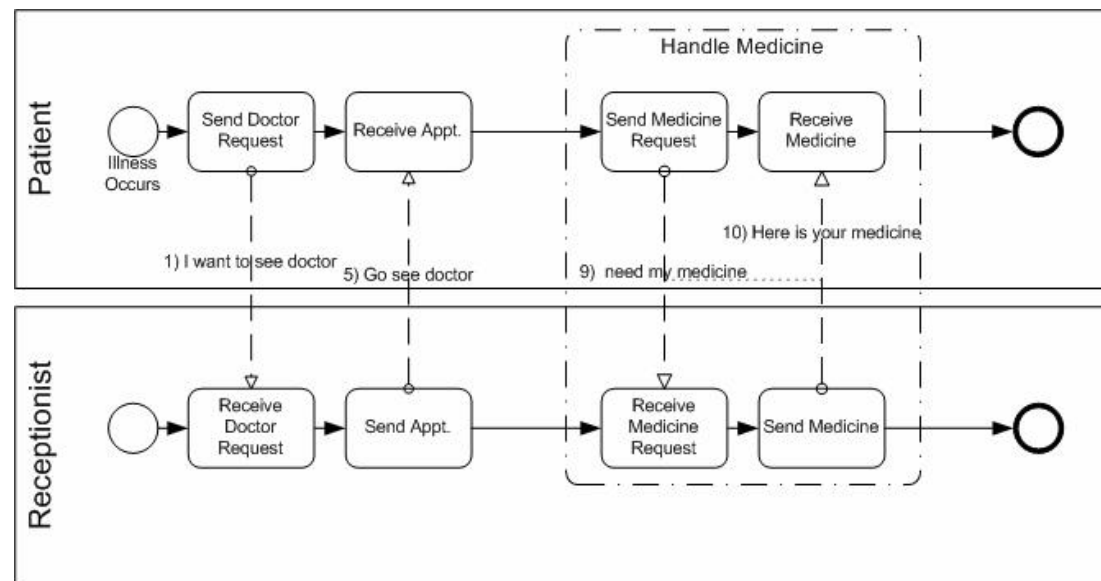 Patient
Handle Medicine
Send Doctor
Request
Receive Appt.
Send Medicine
Request
Receive
Medicine
Illness
Occurs
1) I want to see doctor
5) Go see doctor
9) need my medicine
10) Here is your medicine
Receptionist
Receive
Doctor
Request
Send Appt.
Receive
Medicine
Request
Send Medicine